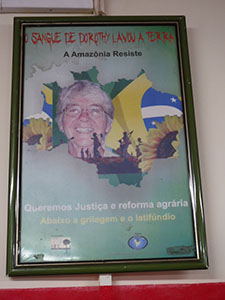 O SANGUE DE DOROTHY LAVOU A TERRA
A Amazônia Resiste
Queremos Justiça e reforma agrária
Abaixo a grilagem e o latifúndio